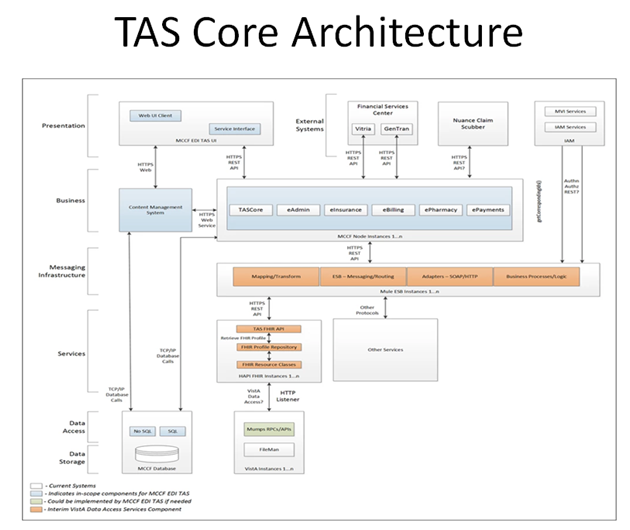 TAS Core Architecture
Presentation
Web UI Client
Service Interface
MCCF EDI TAS UI
External
Systems
Financial Services
Center
Vitria
GenTran
Nuance Claim
Scubber
MVI Services
IAM Services
IAM
HTTPS
Web
HTTPS
REST
API
HTTPS
REST
API
HTTPS
REST
API
HTTPS
REST
API?
getCorrespondingId()
Authn
Autha
REST?
Business
Content Management
System
HTTPS
Web
Service
TASCore
eAdmin
eInsurance
eBilling
ePharmacy
ePayments
MCCF Node Instances 1...n
HTTPS
REST
API
Messaging
Infrastructure
Mapping/Transform
ESB – Messaging/Routing
Adapters – SOAP/HTTP
Business Processes/Logic
Mule ESB Instances 1...n
HTTPS
REST
API
Other
Protocols
Services
TAS FHIR API
Retrieve FHIR Profile
FHIR Profile Repository
FHIR Resource Classes
HAPI FHIR Instances 1...n
Other Services
TCP/IP
Database
Calls
TCP/IP
Database
Calls
VistA
Data
Access?
HTTP
Listener
Data
Access
No SQL
SQL
Mumps RPCs/APIs
Data
Storage
MCCF Database
FileMan
VistA Instances 1...n
- Current Systems
- Indicates in-scope components for MCCF EDI TAS
- Could be implemented by MCCF EDI TAS if needed
- Interim VistA Data Access Services Component